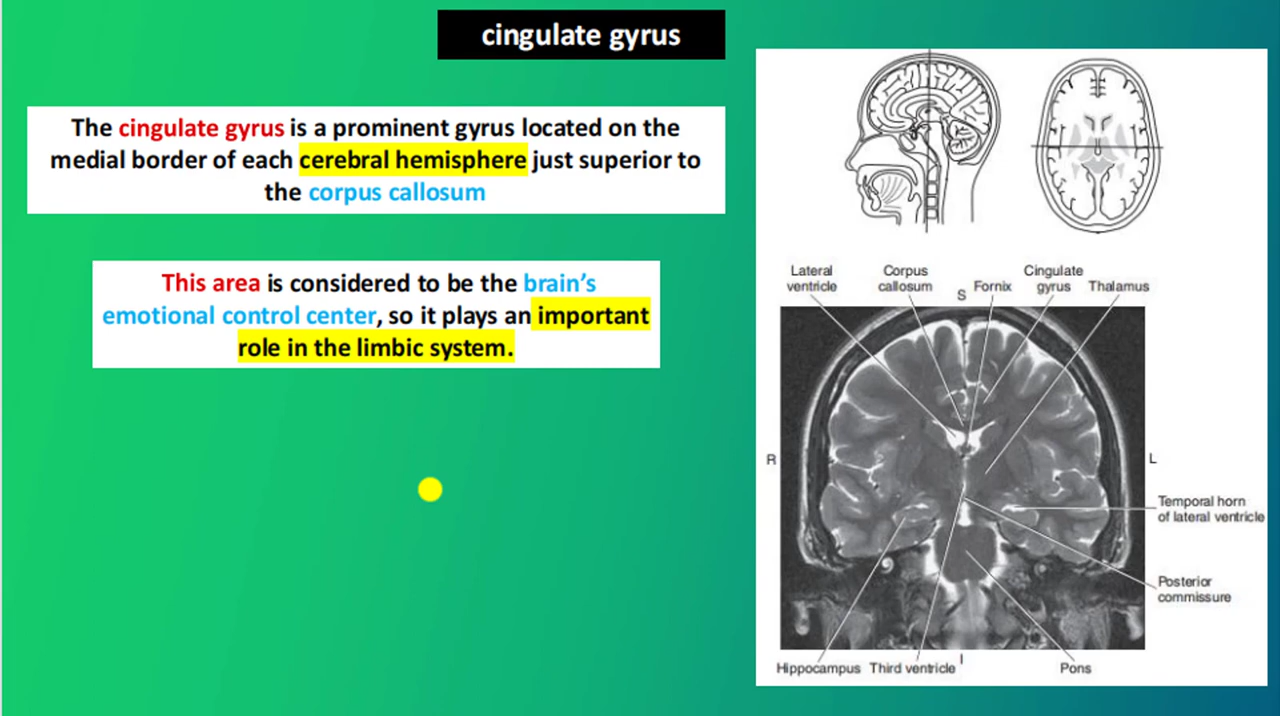 cingulate gyrus
The cingulate gyrus is a prominent gyrus located on the
medial border of each cerebral hemisphere just superior to
the corpus callosum
This area is considered to be the brain’s
emotional control center, so it plays an important
role in the limbic system.
Lateral
ventricle
Corpus
callosum
S
Fornix
Cingulate
gyrus
Thalamus
R
L
Temporal horn
of lateral ventricle
Posterior
commissure
Hippocampus
Third ventricle
I
Pons